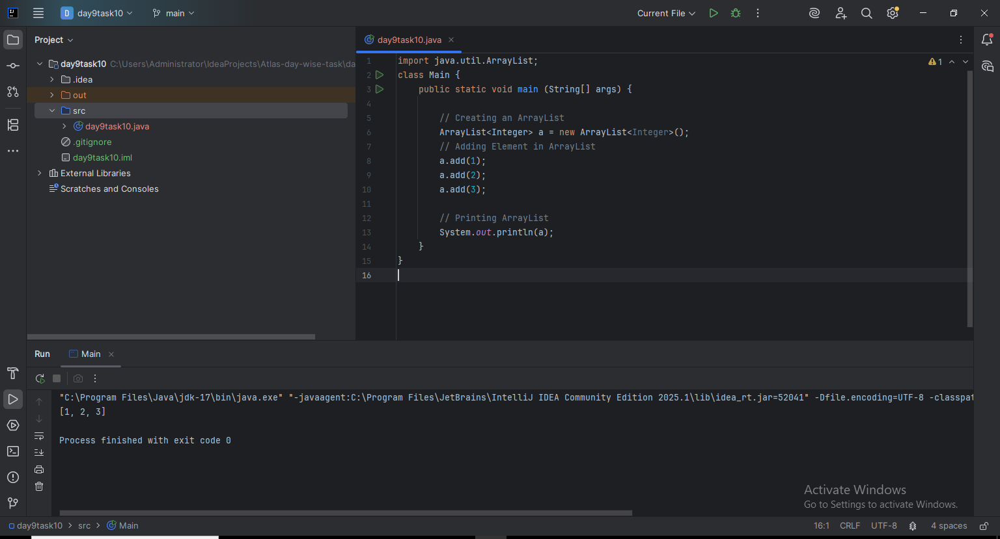 day9task10
main
Current File
Project
day9task10 C:\Users\Administrator\IdeaProjects\Atlas-day-wise-task\da
.idea
out
src
day9task10.java
.gitignore
day9task10.iml
External Libraries
Scratches and Consoles
day9task10.java
1
1 import java.util.ArrayList;
2 class Main {
3 public static void main (String[] args) {
4
5 // Creating an ArrayList
6 ArrayList<Integer> a = new ArrayList<Integer>();
7 // Adding Element in ArrayList
8 a.add(1);
9 a.add(2);
10 a.add(3);
11
12 // Printing ArrayList
13 System.out.println(a);
14 }
15 }
16
Run Main
"C:\Program Files\Java\jdk-17\bin\java.exe" "-javaagent:C:\Program Files\JetBrains\IntelliJ IDEA Community Edition 2025.1\lib\idea_rt.jar=52041" -Dfile.encoding=UTF-8 -classpat
[1, 2, 3]
Process finished with exit code 0
Activate Windows
Go to Settings to activate Windows.
day9task10 > src > Main
16:1 CRLF UTF-8 4 spaces